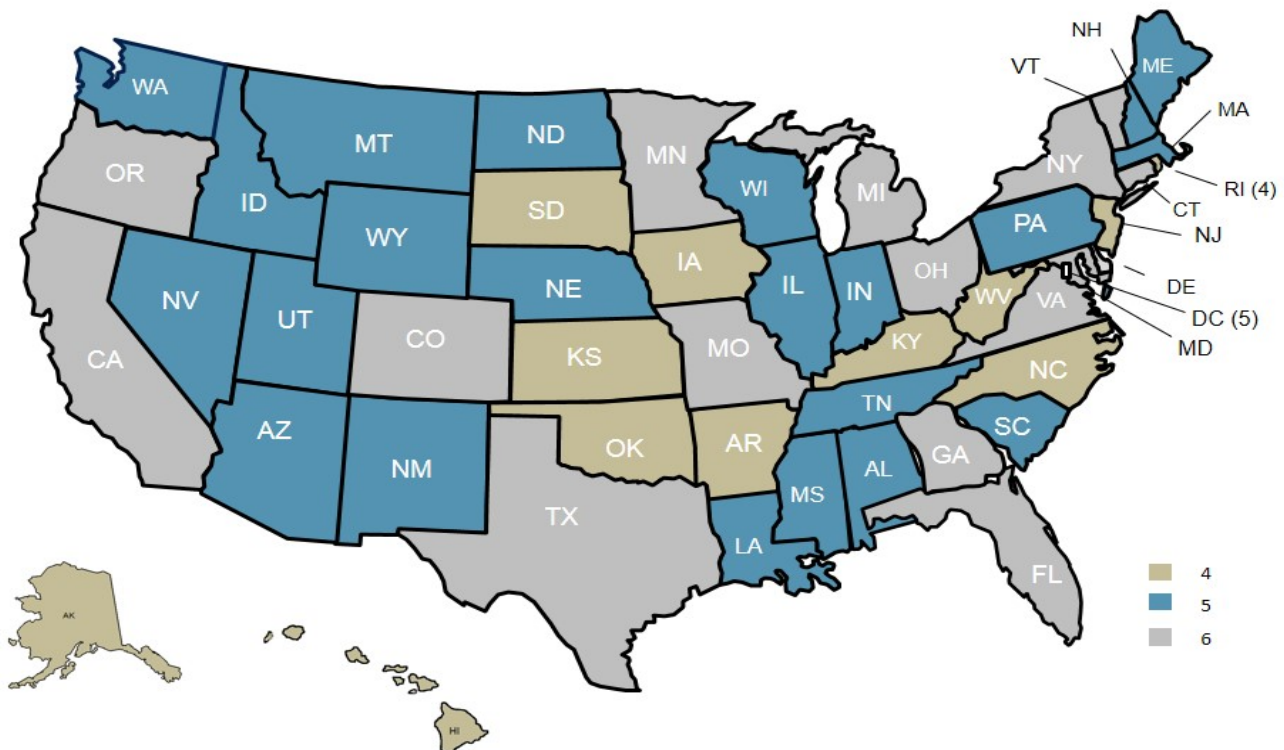 NH
ME
VT
WA
MA
MT
ND
MN
OR
NY
MI
WI
ID
RI (4)
SD
CT
WY
PA
NJ
IA
OH
NE
IL
IN
DE
NV
WV
VA
UT
DC (5)
CO
MO
KY
MD
CA
KS
NC
TN
AZ
SC
OK
AR
GA
NM
AL
MS
TX
LA
FL
4
5
6
AK
HI